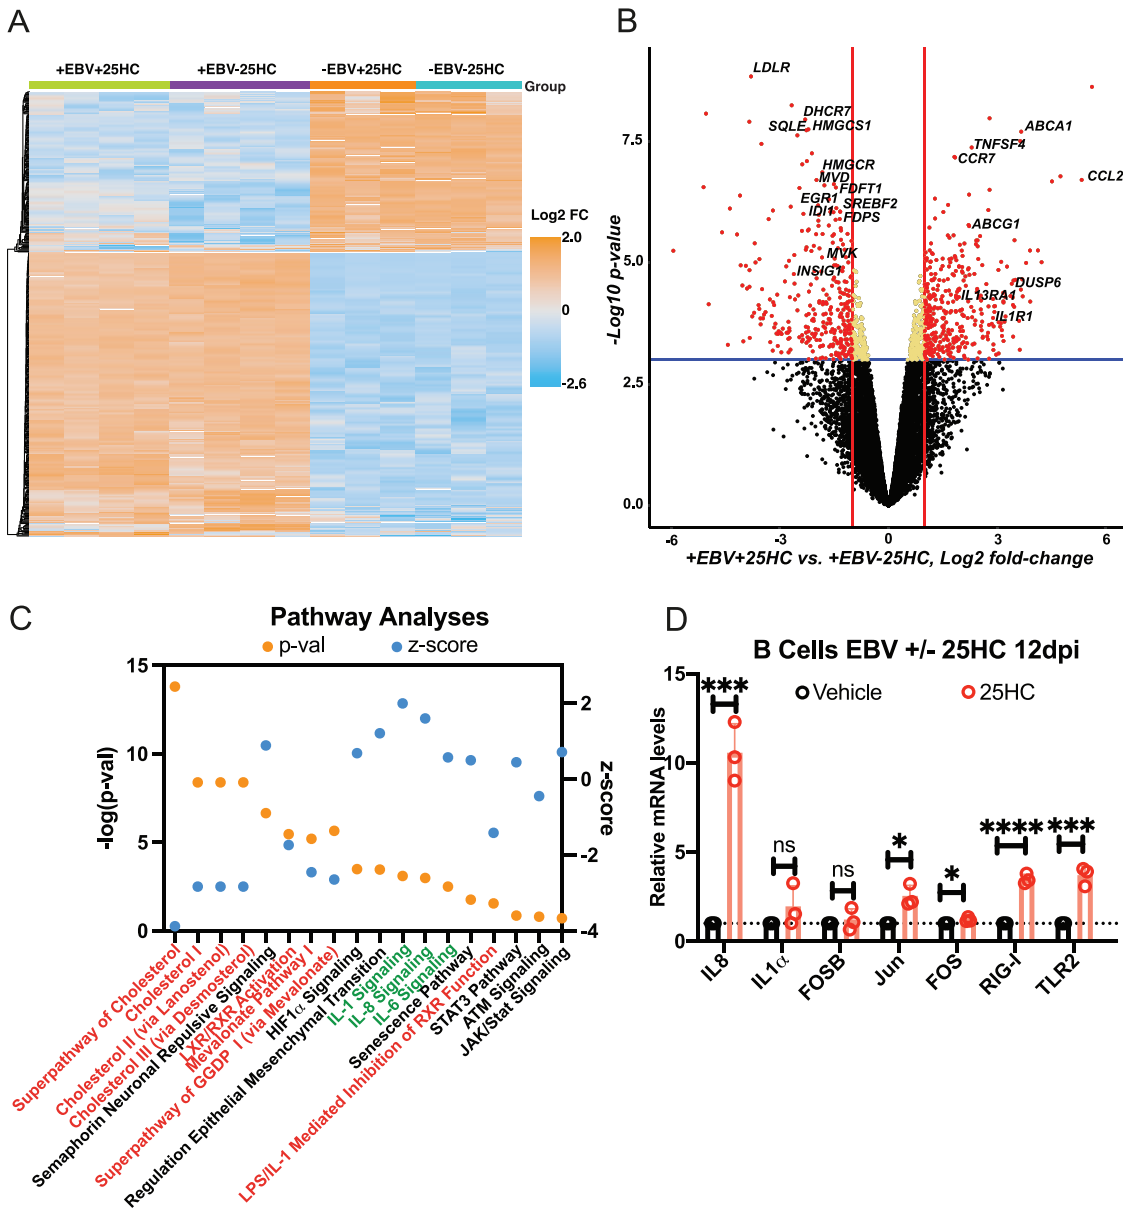 A
+EBV+25HC
+EBV-25HC
-EBV+25HC
-EBV-25HC
Group
Log2 FC
2.0
0
-2.6
B
-Log10 p-value
7.5
5.0
2.5
0.0
LDLR
DHCR7
SQLE
HMGCS1
HMGCR
MVD
FDFT1
EGR1
SREBF2
IDI1
FDPS
MVK
INSIG1
ABCA1
TNFSF4
CCR7
CCL2
ABCG1
DUSP6
IL13RA1
IL1R1
-6
-3
0
3
6
+EBV+25HC vs. +EBV-25HC, Log2 fold-change
C
Pathway Analyses
p-val
z-score
-log(p-val)
15
10
5
0
z-score
2
0
-2
-4
Superpathway of Cholesterol
Cholesterol I
Cholesterol II (via Lanostenol)
Cholesterol III (via Desmosterol)
Semaphorin Neuronal Repulsive Signaling
LXR/RXR Activation
Mevalonate Pathway I
Superpathway of GGDP I (via Mevalonate)
HIF1α Signaling
Regulation Epithelial Mesenchymal Transition
IL-1 Signaling
IL-8 Signaling
IL-6 Signaling
Senescence Pathway
LPS/IL-1 Mediated Inhibition of RXR Function
STAT3 Pathway
ATM Signaling
JAK/Stat Signaling
D
B Cells EBV +/- 25HC 12dpi
Vehicle
25HC
Relative mRNA levels
15
10
5
0
***
ns
ns
*
*
****
***
IL8
IL1α
FOSB
Jun
FOS
RIG-I
TLR2